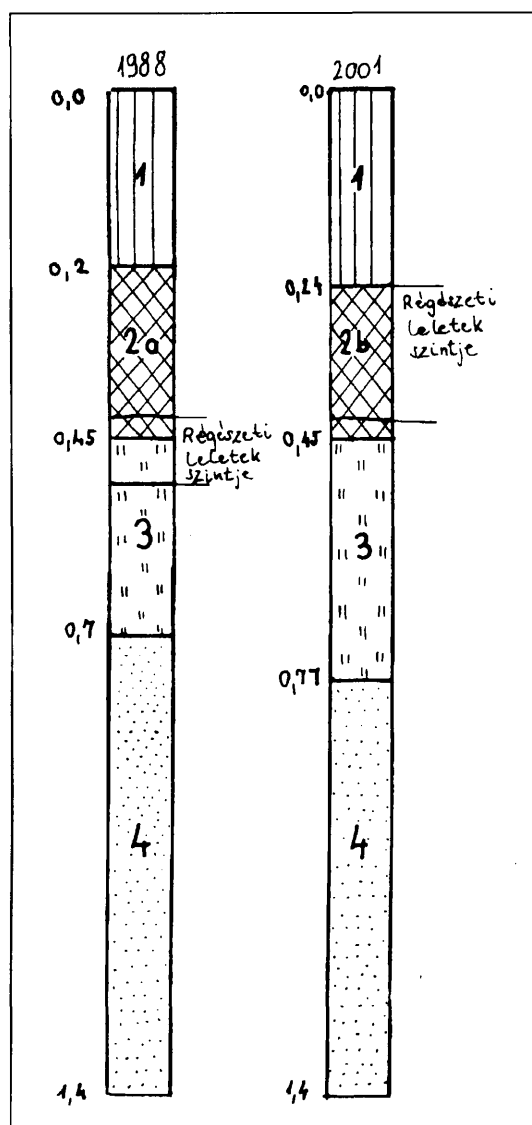 1988
0,0
1
0,2
2a
0,45
Régészeti
leletek
szintje
3
0,7
4
1,4
2001
0,0
1
0,24
Régészeti
leletek
szintje
2b
0,45
3
0,77
4
1,4